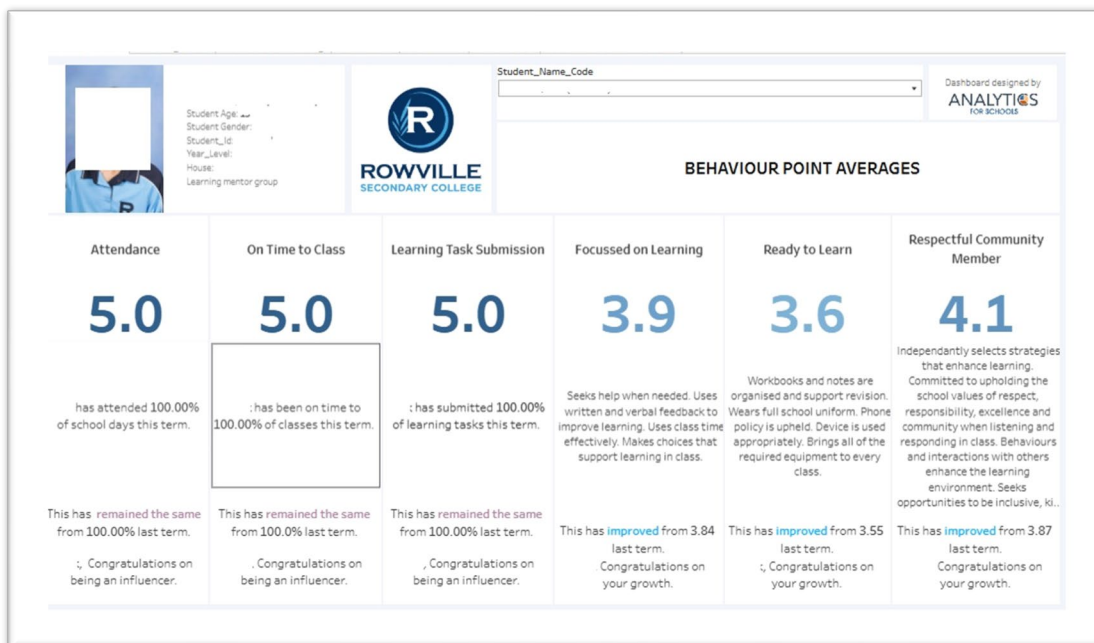 Student Age:
Student Gender:
Student_Id:
Year_Level:
House:
Learning mentor group
R
R
ROWVILLE
SECONDARY COLLEGE
Student_Name_Code
Dashboard designed by
ANALYTICS
FOR SCHOOLS
BEHAVIOUR POINT AVERAGES
Attendance
5.0
has attended 100.00%
of school days this term.
This has remained the same
from 100.00% last term.
:, Congratulations on
being an influencer.
On Time to Class
5.0
: has been on time to
100.00% of classes this term.
This has remained the same
from 100.0% last term.
. Congratulations on
being an influencer.
Learning Task Submission
5.0
: has submitted 100.00%
of learning tasks this term.
This has remained the same
from 100.00% last term.
, Congratulations on
being an influencer.
Focussed on Learning
3.9
Seeks help when needed. Uses
written and verbal feedback to
improve learning. Uses class time
effectively. Makes choices that
support learning in class.
This has improved from 3.84
last term.
. Congratulations on
your growth.
Ready to Learn
3.6
Workbooks and notes are
organised and support revision.
Wears full school uniform. Phone
policy is upheld. Device is used
appropriately. Brings all of the
required equipment to every
class.
This has improved from 3.55
last term.
:, Congratulations on
your growth.
Respectful Community
Member
4.1
Independantly selects strategies
that enhance learning.
Committed to upholding the
school values of respect,
responsibility, excellence and
community when listening and
responding in class. Behaviours
and interactions with others
enhance the learning
environment. Seeks
opportunities to be inclusive, ki..
This has improved from 3.87
last term.
Congratulations on
your growth.